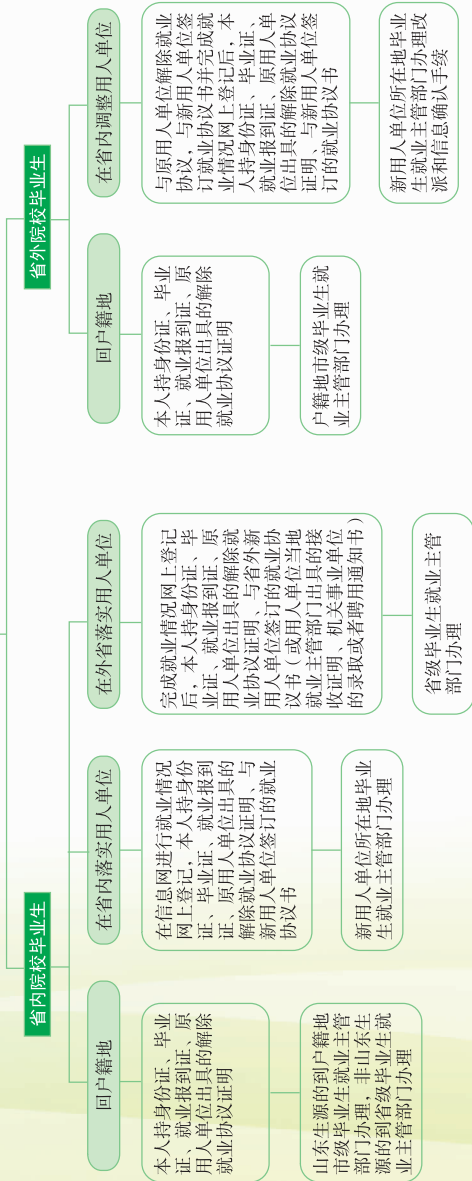 省内院校毕业生
回户籍地
本人持身份证、毕业
证、就业报到证、原
用人单位出具的解除
就业协议证明
山东生源的到户籍地
市级毕业生就业主管
部门办理，非山东生
源的到省级毕业生就
业主管部门办理
在省内落实用人单位
在信息网进行就业情况
网上登记，本人持身份
证、毕业证、就业报到
证、原用人单位出具的
解除就业协议证明、与
新用人单位签订的就业
协议书
新用人单位所在地毕业
生就业主管部门办理
在外省落实用人单位
完成就业情况网上登记
后，本人持身份证、毕
业证、就业报到证、原
用人单位出具的解除就
业协议证明、与省外新
用人单位签订的就业协
议书（或用人单位当地
就业主管部门出具的接
收证明、机关事业单位
的录取或者聘用通知书）
省级毕业生就业主管
部门办理
省外院校毕业生
回户籍地
本人持身份证、毕业
证、就业报到证、原
用人单位出具的解除
就业协议证明
户籍地市级毕业生就
业主管部门办理
在省内调整用人单位
与原用人单位解除就业
协议，与新用人单位签
订就业协议书并完成就
业情况网上登记后，本
人持身份证、毕业证、
就业报到证、原用人单
位出具的解除就业协议
证明、与新用人单位签
订的就业协议书
新用人单位所在地毕业
生就业主管部门办理改
派和信息确认手续